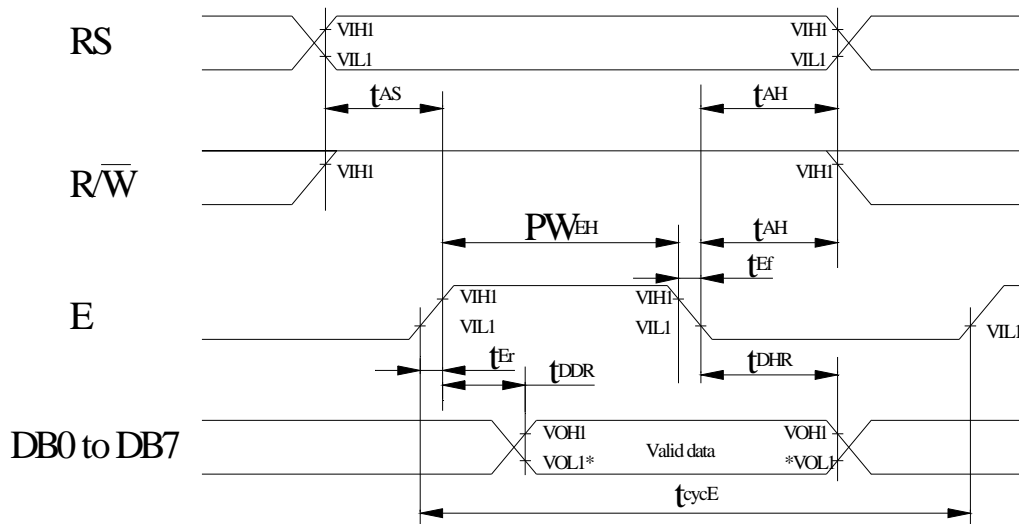 RS VIH1 VIH1
VIL1 VIL1
tAS tAH
R/W̅ VIH1 VIH1
PWEH tAH
tEf
E VIH1 VIH1
VIL1 VIL1 VIL1
tEr tDDR tDHR
DB0 to DB7 VOH1 Valid data VOH1
VOL1* *VOL1
tcycE